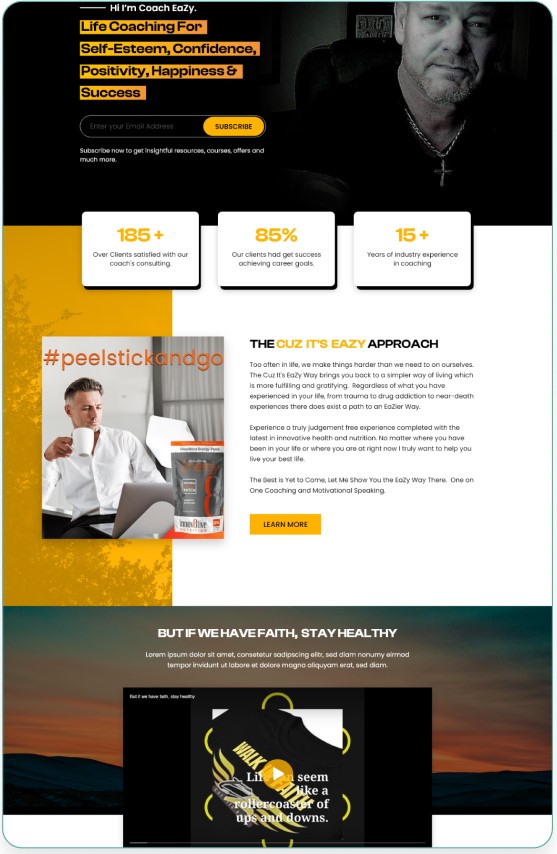 Hi I'm Coach EaZy.
Life Coaching For
Self-Esteem, Confidence,
Positivity, Happiness &
Success
Enter your Email Address
SUBSCRIBE
Subscribe now to get insightful resources, courses, offers and
much more.
185 +
Over Clients satisfied with our
coach's consulting.
85%
Our clients had get success
achieving career goals.
15 +
Years of industry experience
in coaching
#peelstickandgo
THE CUZ IT'S EAZY APPROACH
Too often in life, we make things harder than we need to on ourselves.
The Cuz It's EaZy Way brings you back to a simpler way of living which
is more fulfilling and gratifying. Regardless of what you have
experienced in your life, from trauma to drug addiction to near-death
experiences there does exist a path to an EaZier Way.
Experience a truly judgement free experience completed with the
latest in innovative health and nutrition. No matter where you have
been in your life or where you are at right now I truly want to help you
live your best life.
The Best is Yet to Come, Let Me Show You the EaZy Way There. One on
One Coaching and Motivational Speaking.
LEARN MORE
BUT IF WE HAVE FAITH, STAY HEALTHY
Lorem ipsum dolor sit amet, consetetur sadipscing elitr, sed diam nonumy eirmod
tempor invidunt ut labore et dolore magna aliquyam erat, sed diam.
But if we have faith, stay healthy
WALK
seem
like a
rollercoaster of
ups and downs.